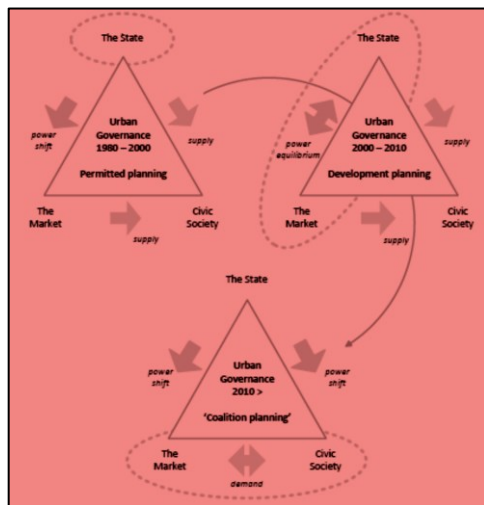 The State
power
shift
Urban
Governance
1980 – 2000
Permitted planning
supply
The
Market
supply
Civic
Society
The State
power
equilibrium
Urban
Governance
2000 – 2010
Development planning
supply
The
Market
supply
Civic
Society
The State
power
shift
Urban
Governance
2010 >
'Coalition planning'
power
shift
The
Market
demand
Civic
Society